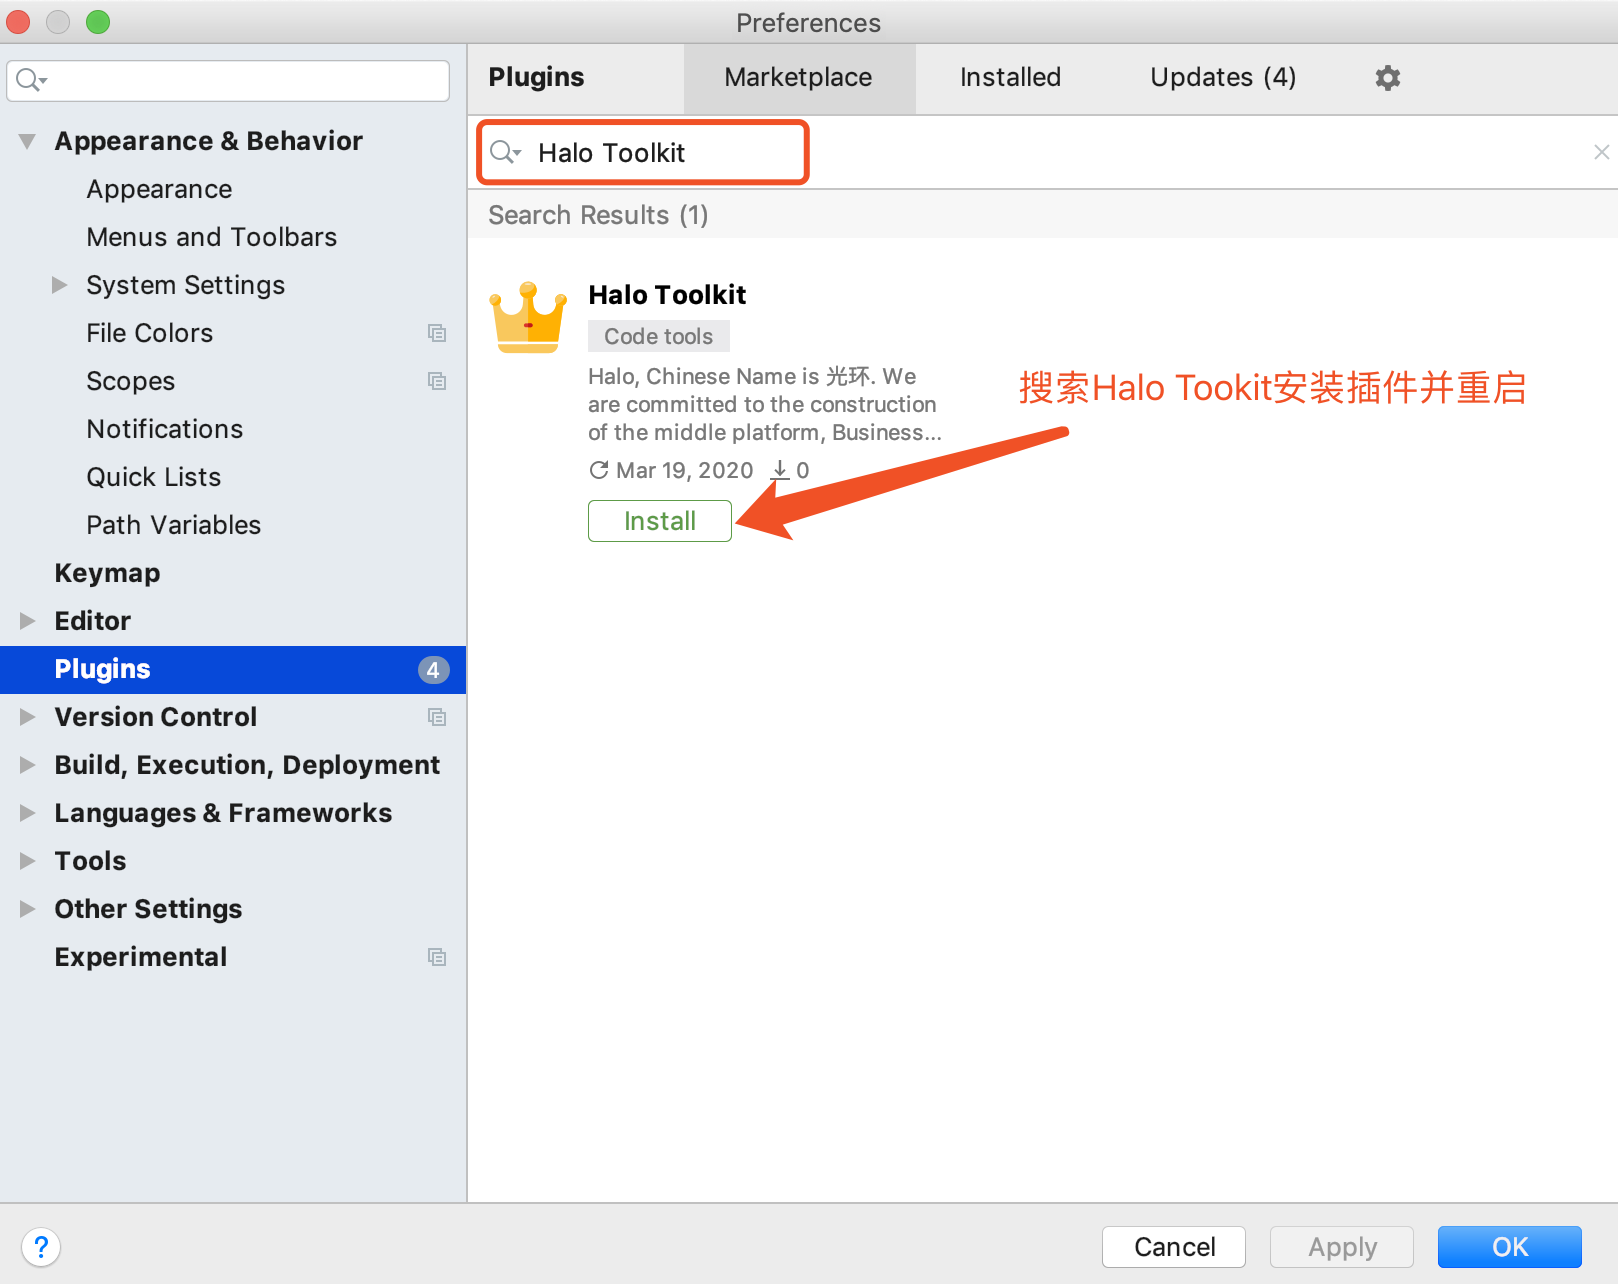 Preferences
Plugins
Marketplace
Installed
Updates (4)
Appearance & Behavior
Appearance
Menus and Toolbars
System Settings
File Colors
Scopes
Notifications
Quick Lists
Path Variables
Keymap
Editor
Plugins 4
Version Control
Build, Execution, Deployment
Languages & Frameworks
Tools
Other Settings
Experimental
Halo Toolkit
Search Results (1)
Halo Toolkit
Code tools
Halo, Chinese Name is 光环. We
are committed to the construction
of the middle platform, Business...
Mar 19, 2020 0
Install
搜索Halo Tookit安装插件并重启
?
Cancel
Apply
OK